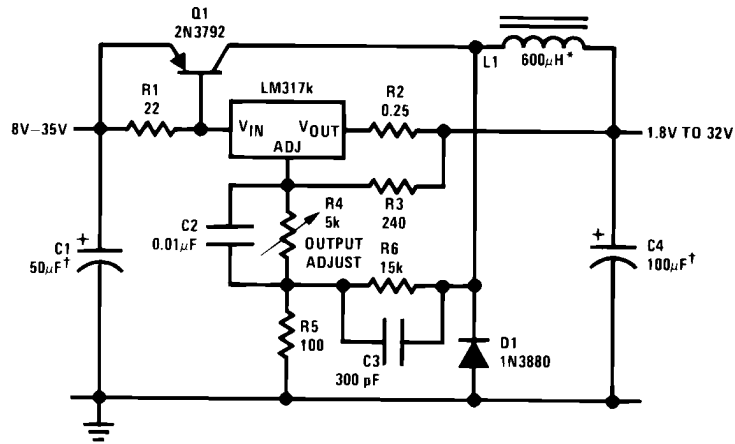 Q1
2N3792
L1
600μH*
R1
22
LM317k
R2
0.25
8V–35V
VIN
VOUT
ADJ
1.8V TO 32V
C2
0.01μF
R4
5k
OUTPUT
ADJUST
R3
240
C1
+
50μF†
R6
15k
+
C4
100μF†
R5
100
C3
300 pF
D1
1N3880